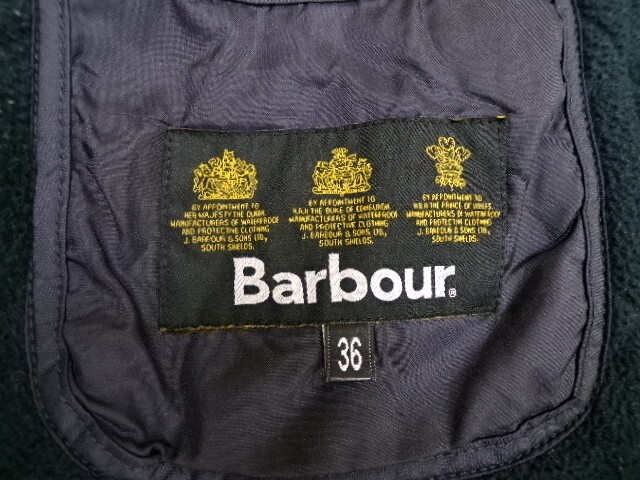 BY APPOINTMENT TO
HER MAJESTY THE QUEEN
MANUFACTURERS OF WATERPROOF
AND PROTECTIVE CLOTHING
J. BARBOUR & SONS LTD,
SOUTH SHIELDS.
BY APPOINTMENT TO
H.R.H THE DUKE OF EDINBURGH
MANUFACTURERS OF WATERPROOF
AND PROTECTIVE CLOTHING
J. BARBOUR & SONS LTD,
SOUTH SHIELDS.
BY APPOINTMENT TO
H.R.H THE PRINCE OF WALES
MANUFACTURERS OF WATERPROOF
AND PROTECTIVE CLOTHING
J. BARBOUR & SONS LTD,
SOUTH SHIELDS.
Barbour®
36